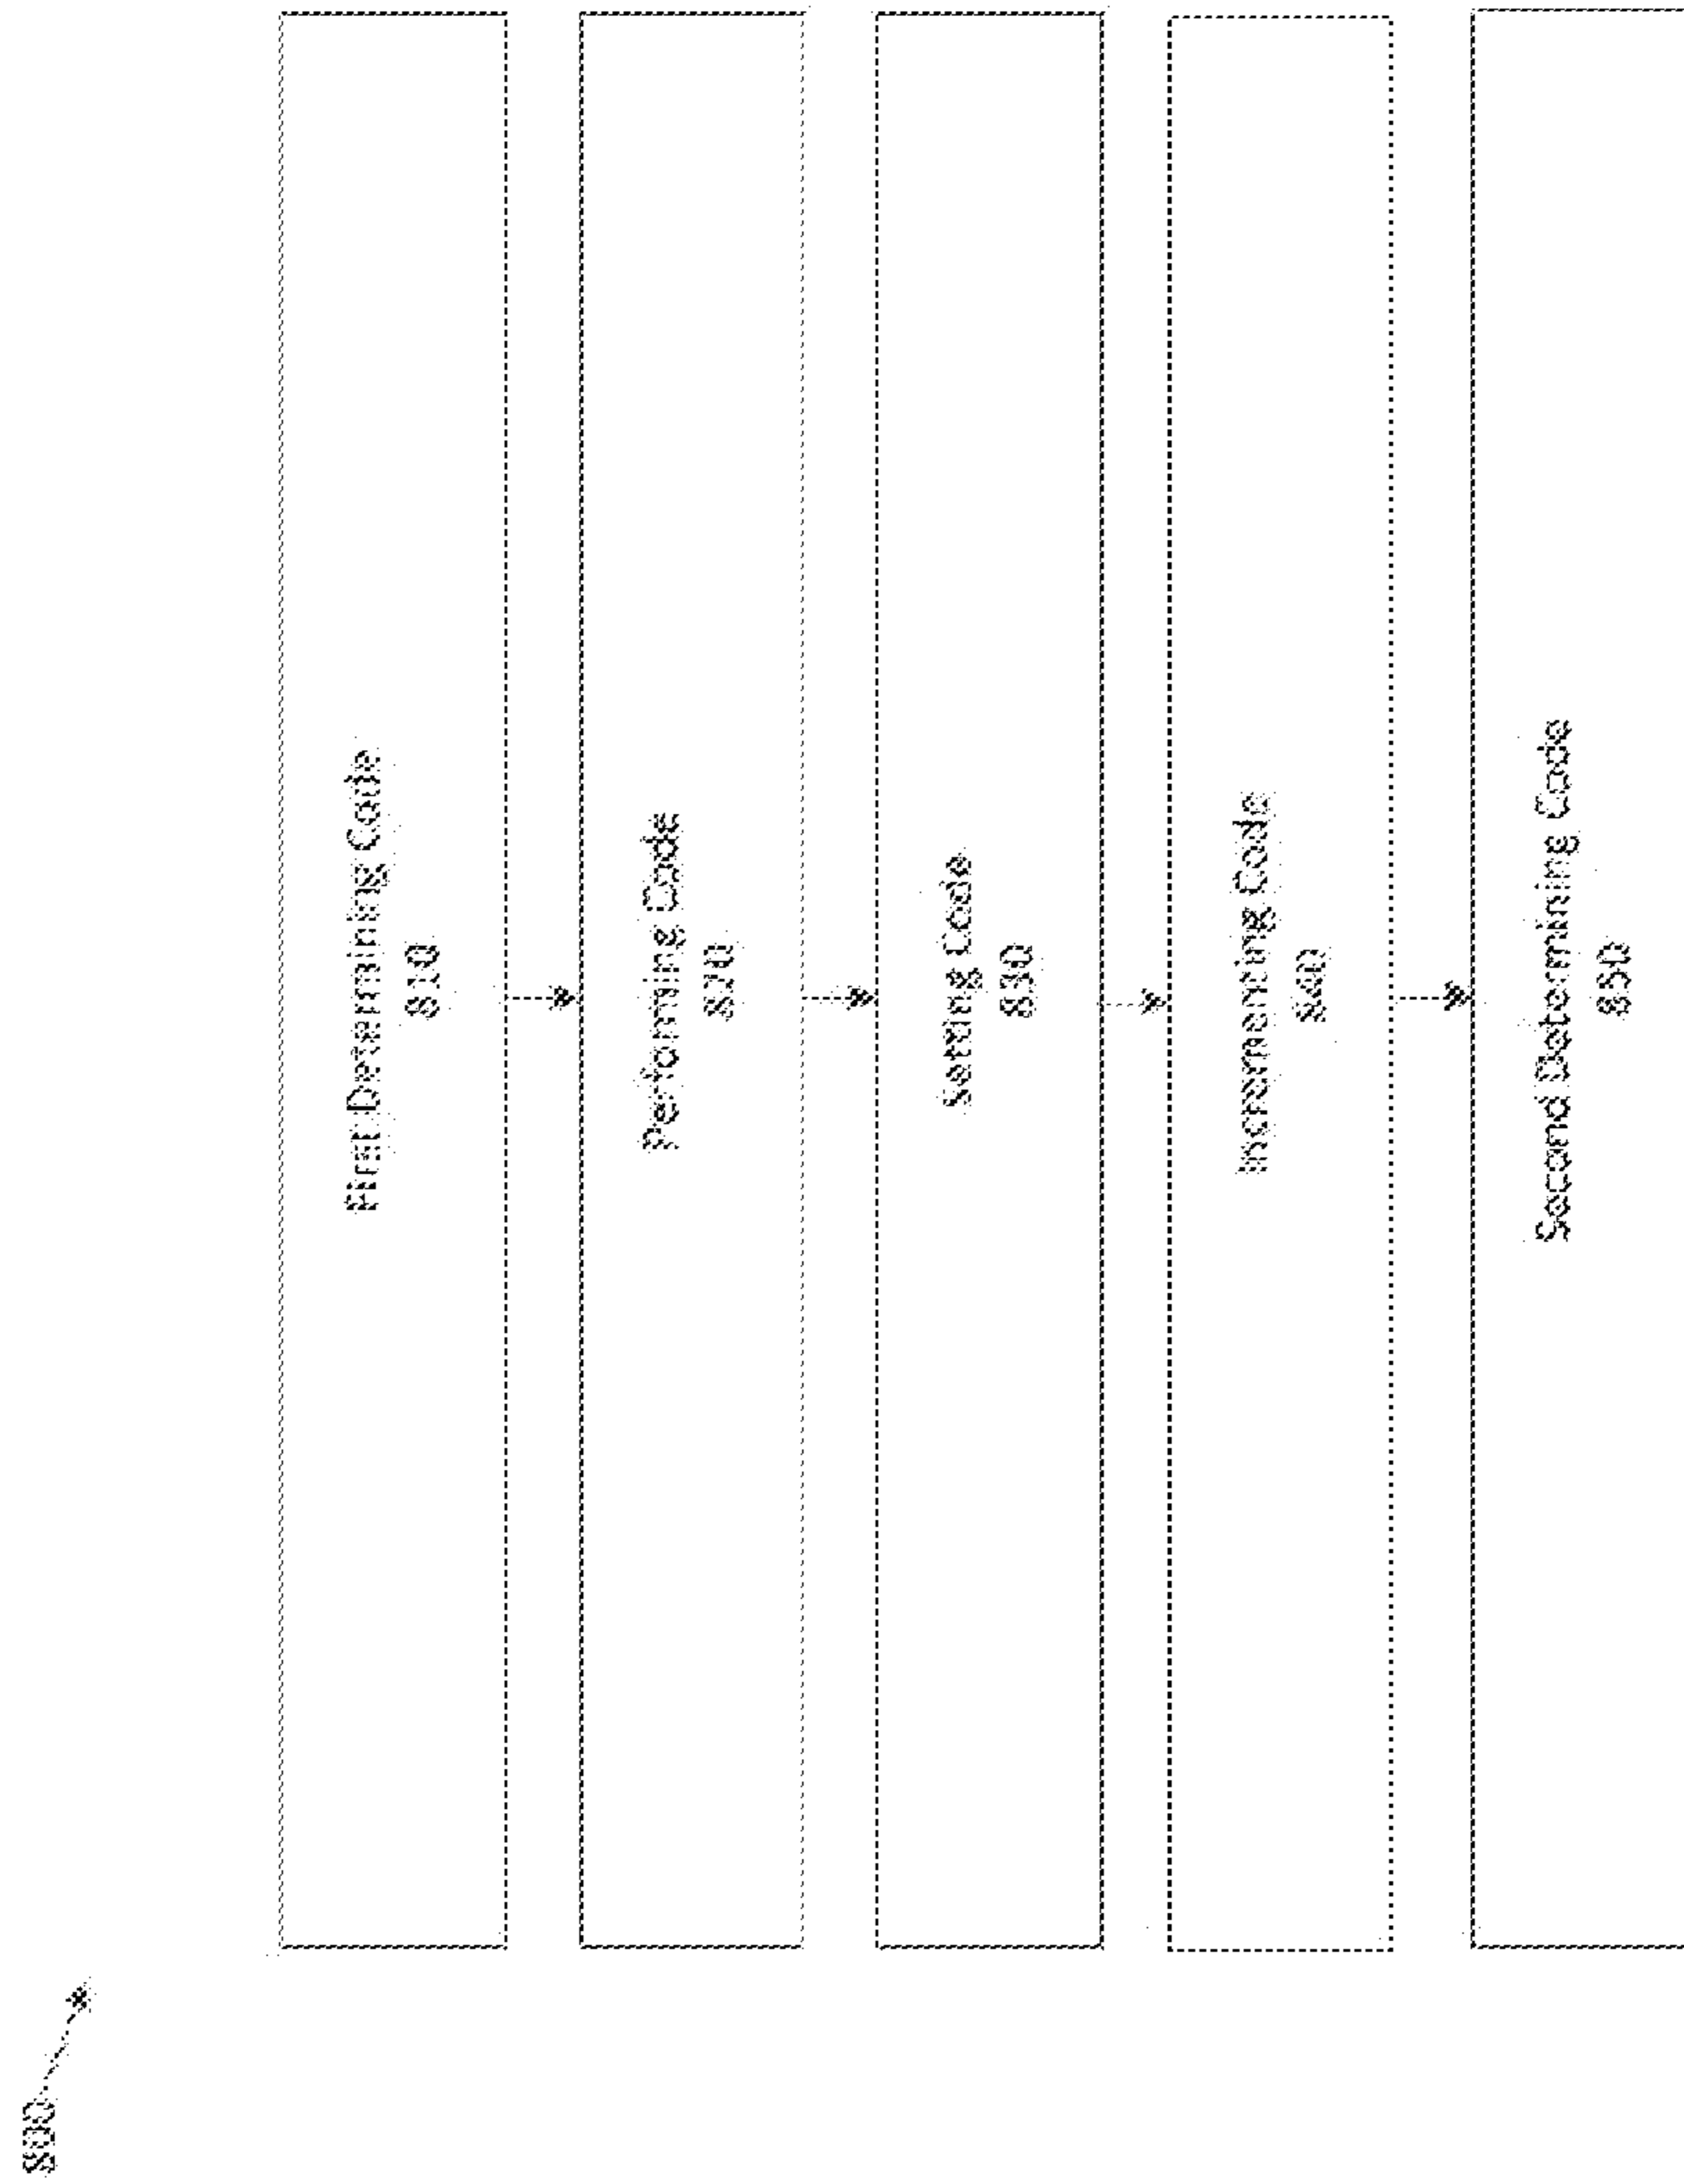 800
First Determining Code
810
Performing Code
820
Setting Code
830
Incrementing Code
840
Second Determining Code
850